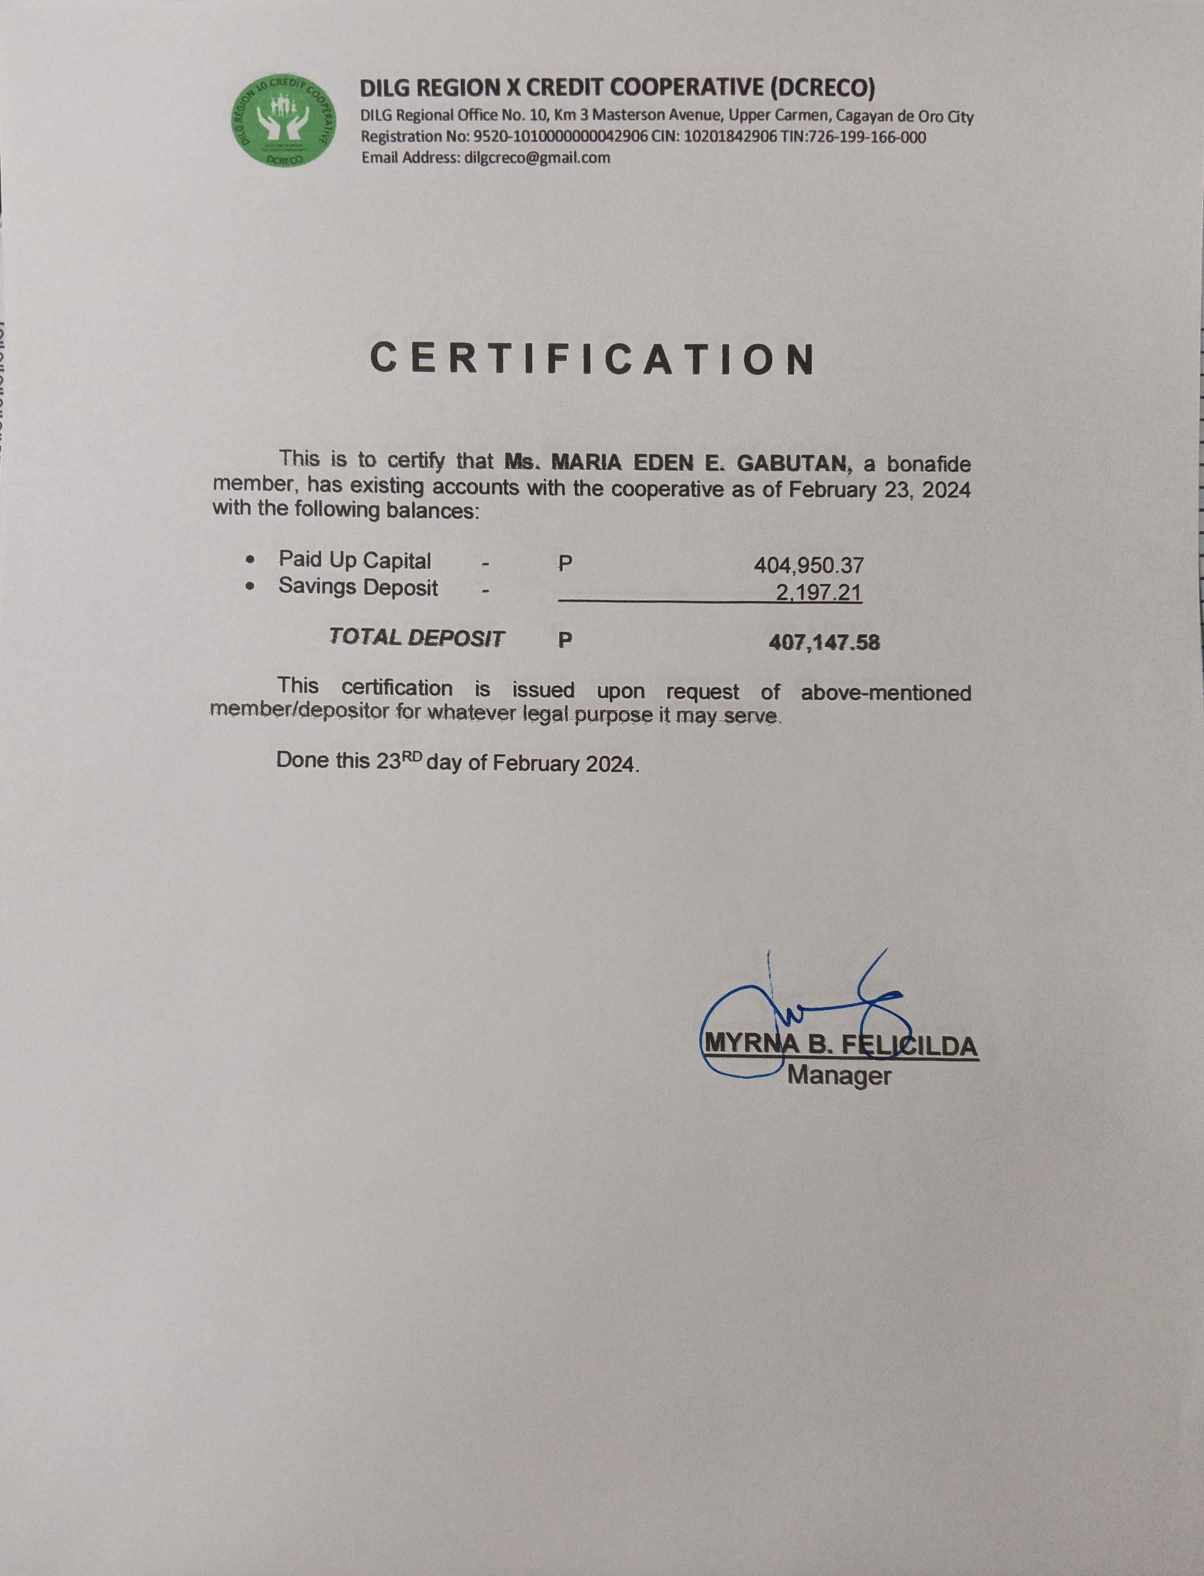 DILG REGION 10 CREDIT COOPERATIVE
DCRECO
DILG REGION X CREDIT COOPERATIVE (DCRECO)
DILG Regional Office No. 10, Km 3 Masterson Avenue, Upper Carmen, Cagayan de Oro City
Registration No: 9520-1010000000042906 CIN: 10201842906 TIN:726-199-166-000
Email Address: dilgcreco@gmail.com
CERTIFICATION
This is to certify that Ms. MARIA EDEN E. GABUTAN, a bonafide
member, has existing accounts with the cooperative as of February 23, 2024
with the following balances:
• Paid Up Capital - P 404,950.37
• Savings Deposit - 2,197.21
TOTAL DEPOSIT P 407,147.58
This certification is issued upon request of above-mentioned
member/depositor for whatever legal purpose it may serve.
Done this 23RD day of February 2024.
MYRNA B. FELICILDA
Manager